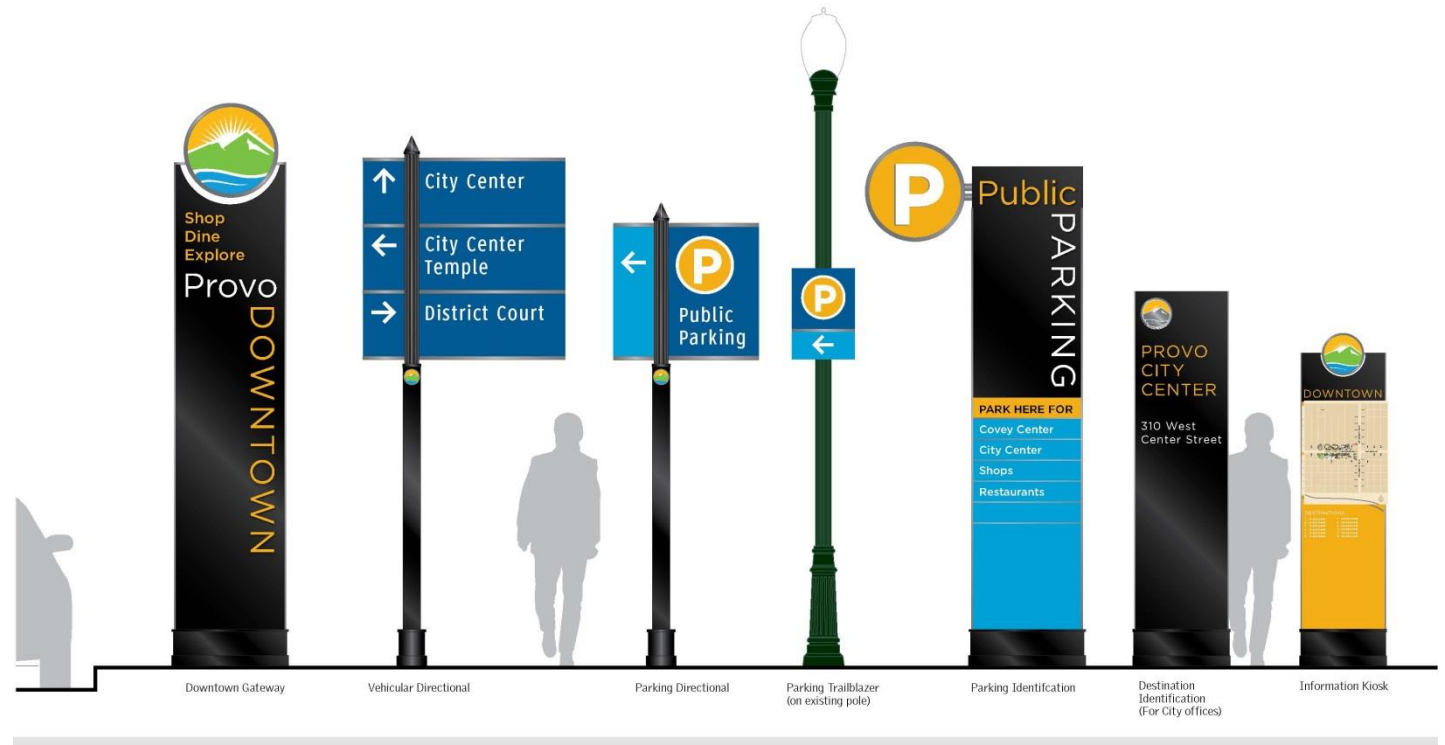 Shop
Dine
Explore
Provo
DOWNTOWN
City Center
City Center
Temple
District Court
P
Public
Parking
P
P
Public
PARKING
PARK HERE FOR
Covey Center
City Center
Shops
Restaurants
PROVO
CITY
CENTER
310 West
Center Street
DOWNTOWN
DESTINATIONS
Downtown Gateway
Vehicular Directional
Parking Directional
Parking Trailblazer
(on existing pole)
Parking Identifcation
Destination
Identification
(For City offices)
Information Kiosk